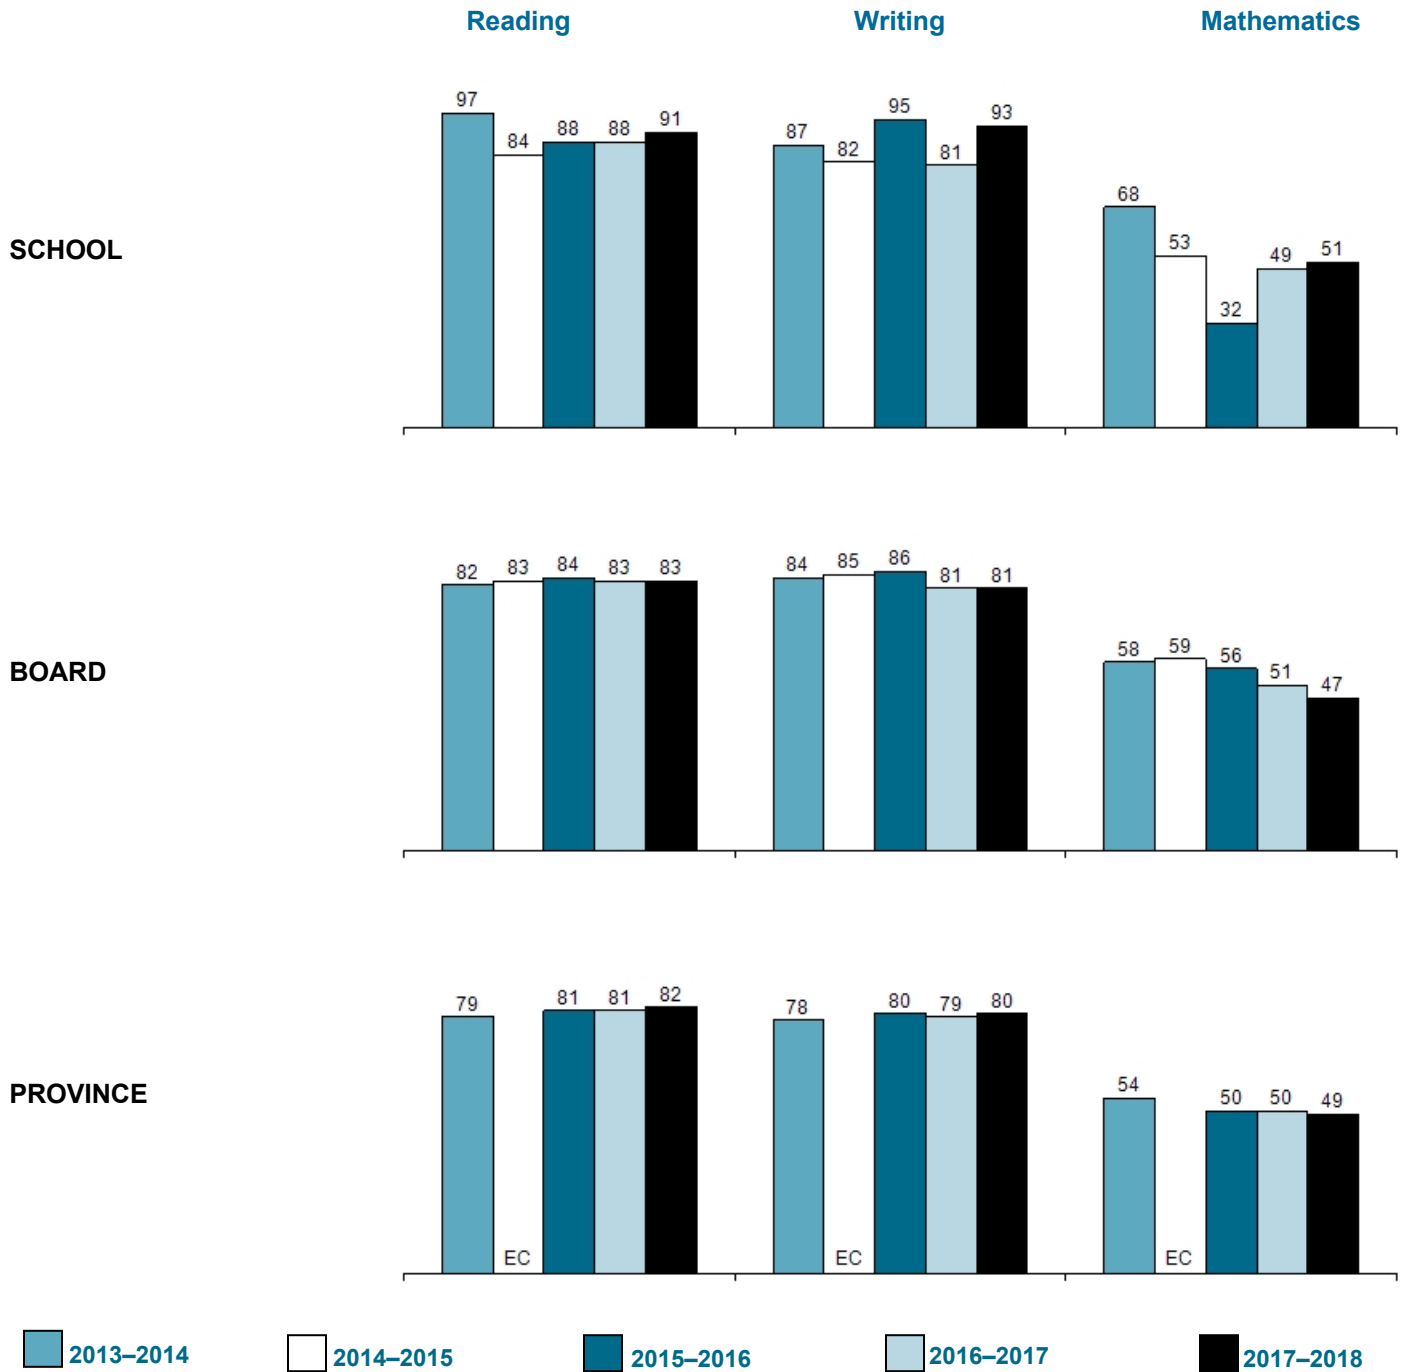 Reading Writing Mathematics
SCHOOL
97 84 88 88 91
87 82 95 81 93
68 53 32 49 51
BOARD
82 83 84 83 83
84 85 86 81 81
58 59 56 51 47
PROVINCE
79 EC 81 81 82
78 EC 80 79 80
54 EC 50 50 49
2013–2014 2014–2015 2015–2016 2016–2017 2017–2018